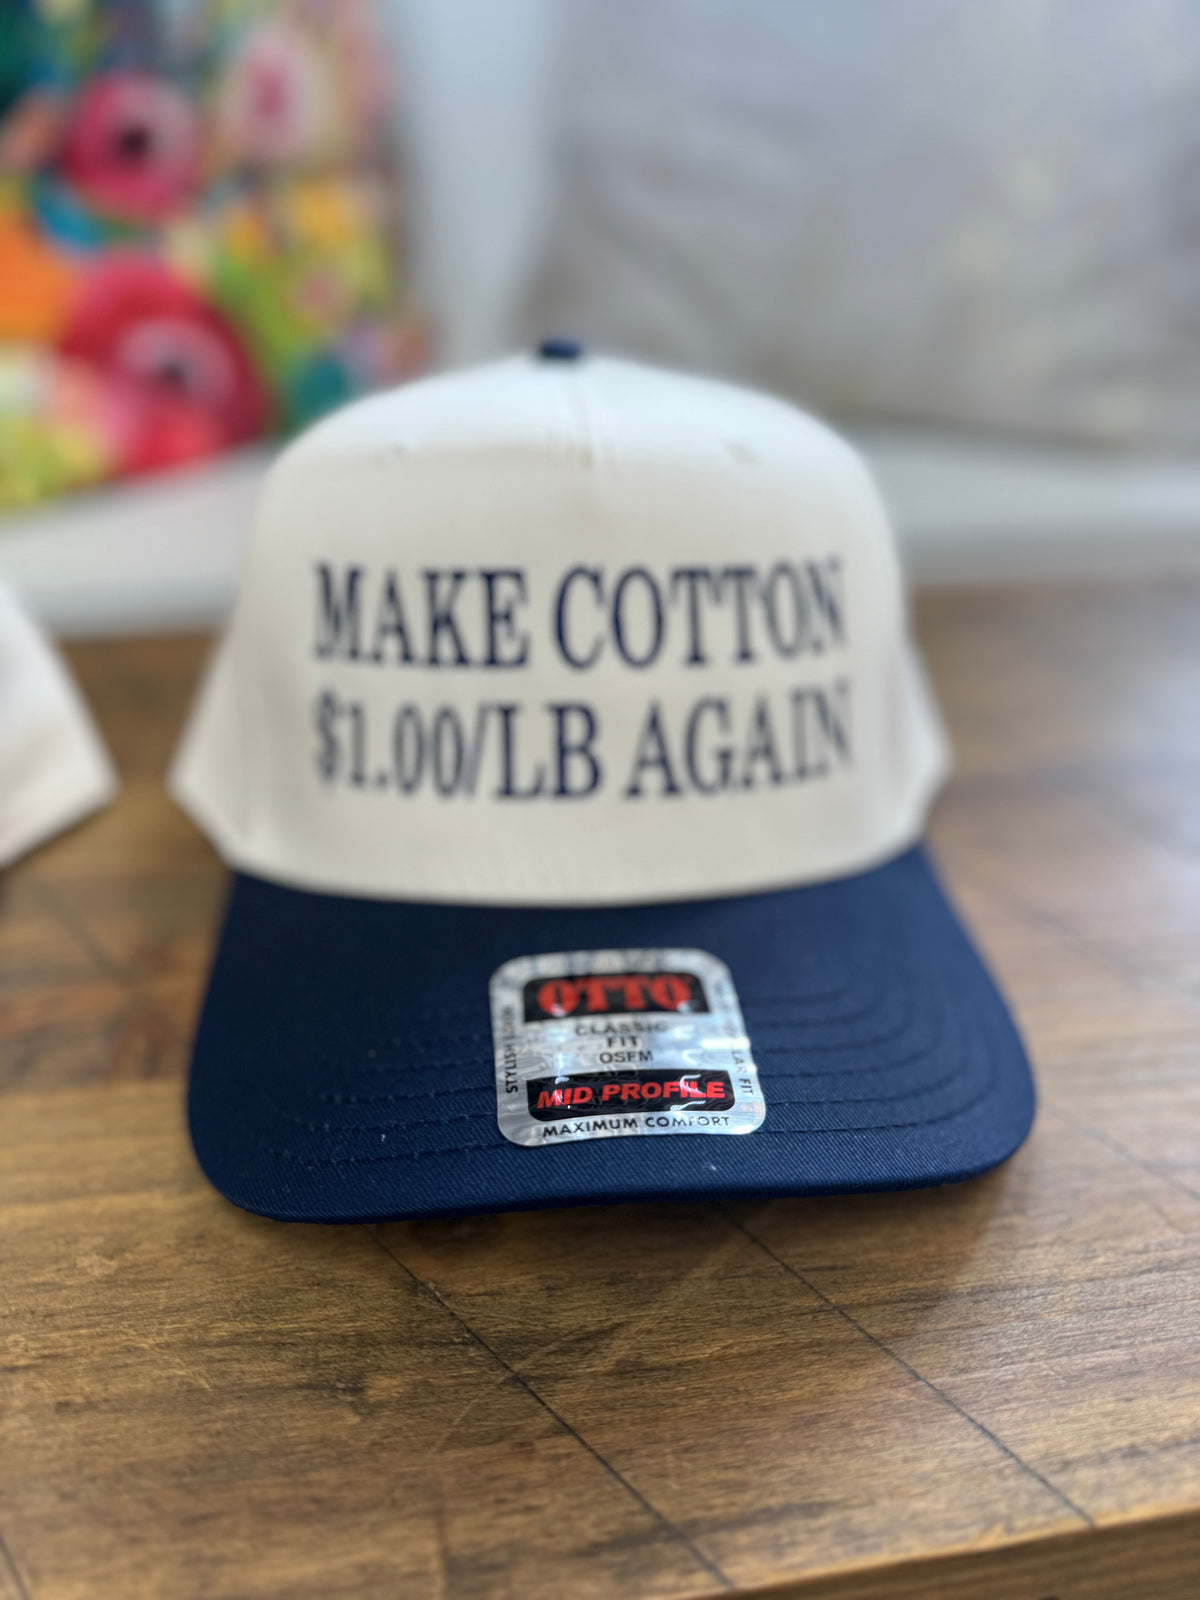 MAKE COTTON
$1.00/LB AGAIN
OTTO
CLASSIC
FIT
OSFM
MID PROFILE
MAXIMUM COMFORT